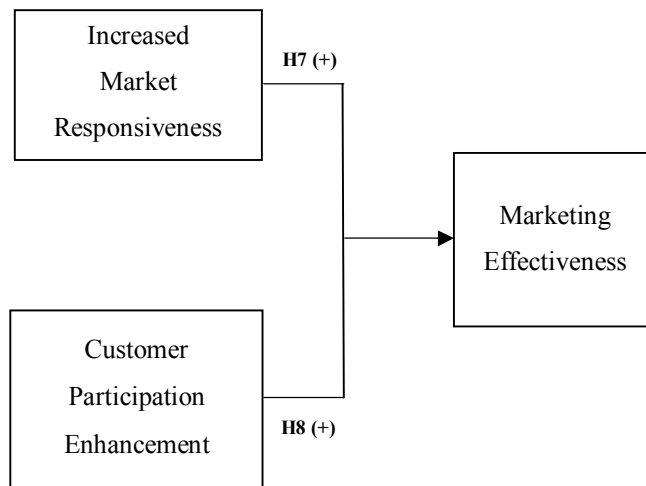 Increased
Market
Responsiveness
H7 (+)
Marketing
Effectiveness
Customer
Participation
Enhancement
H8 (+)